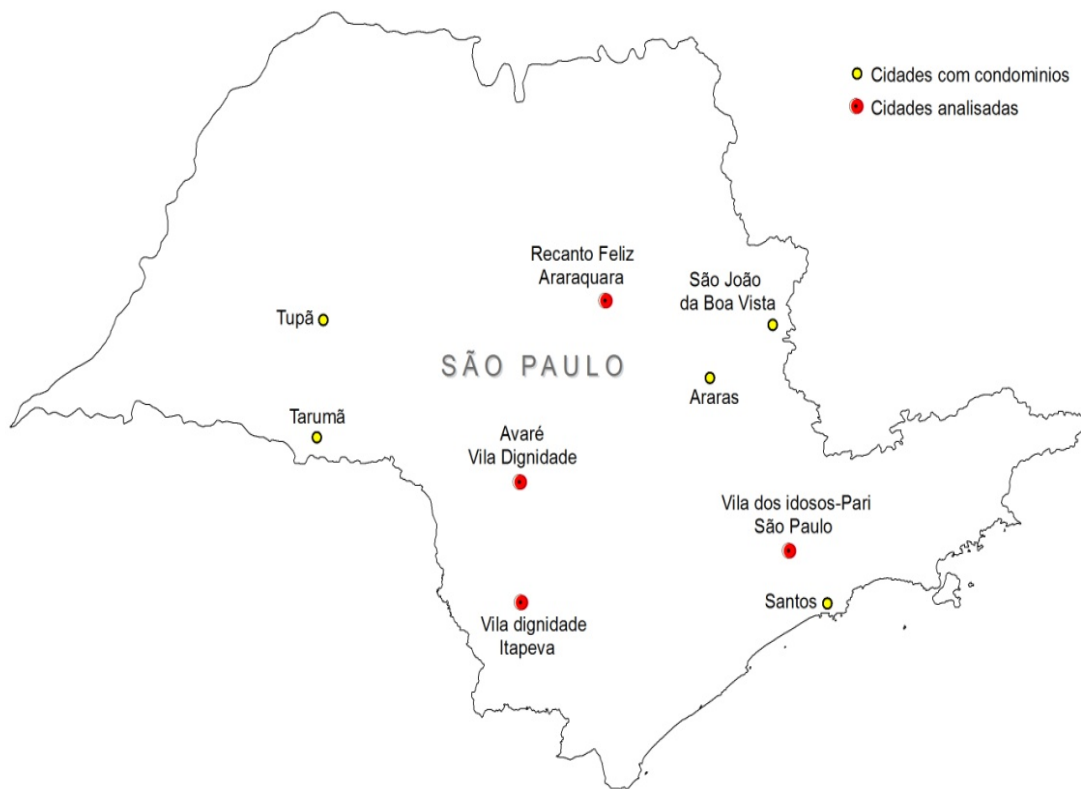 Cidades com condominios
Cidades analisadas
Recanto Feliz
Araraquara
São João
da Boa Vista
Tupã
SÃO PAULO
Araras
Tarumã
Avaré
Vila Dignidade
Vila dos idosos-Pari
São Paulo
Santos
Vila dignidade
Itapeva